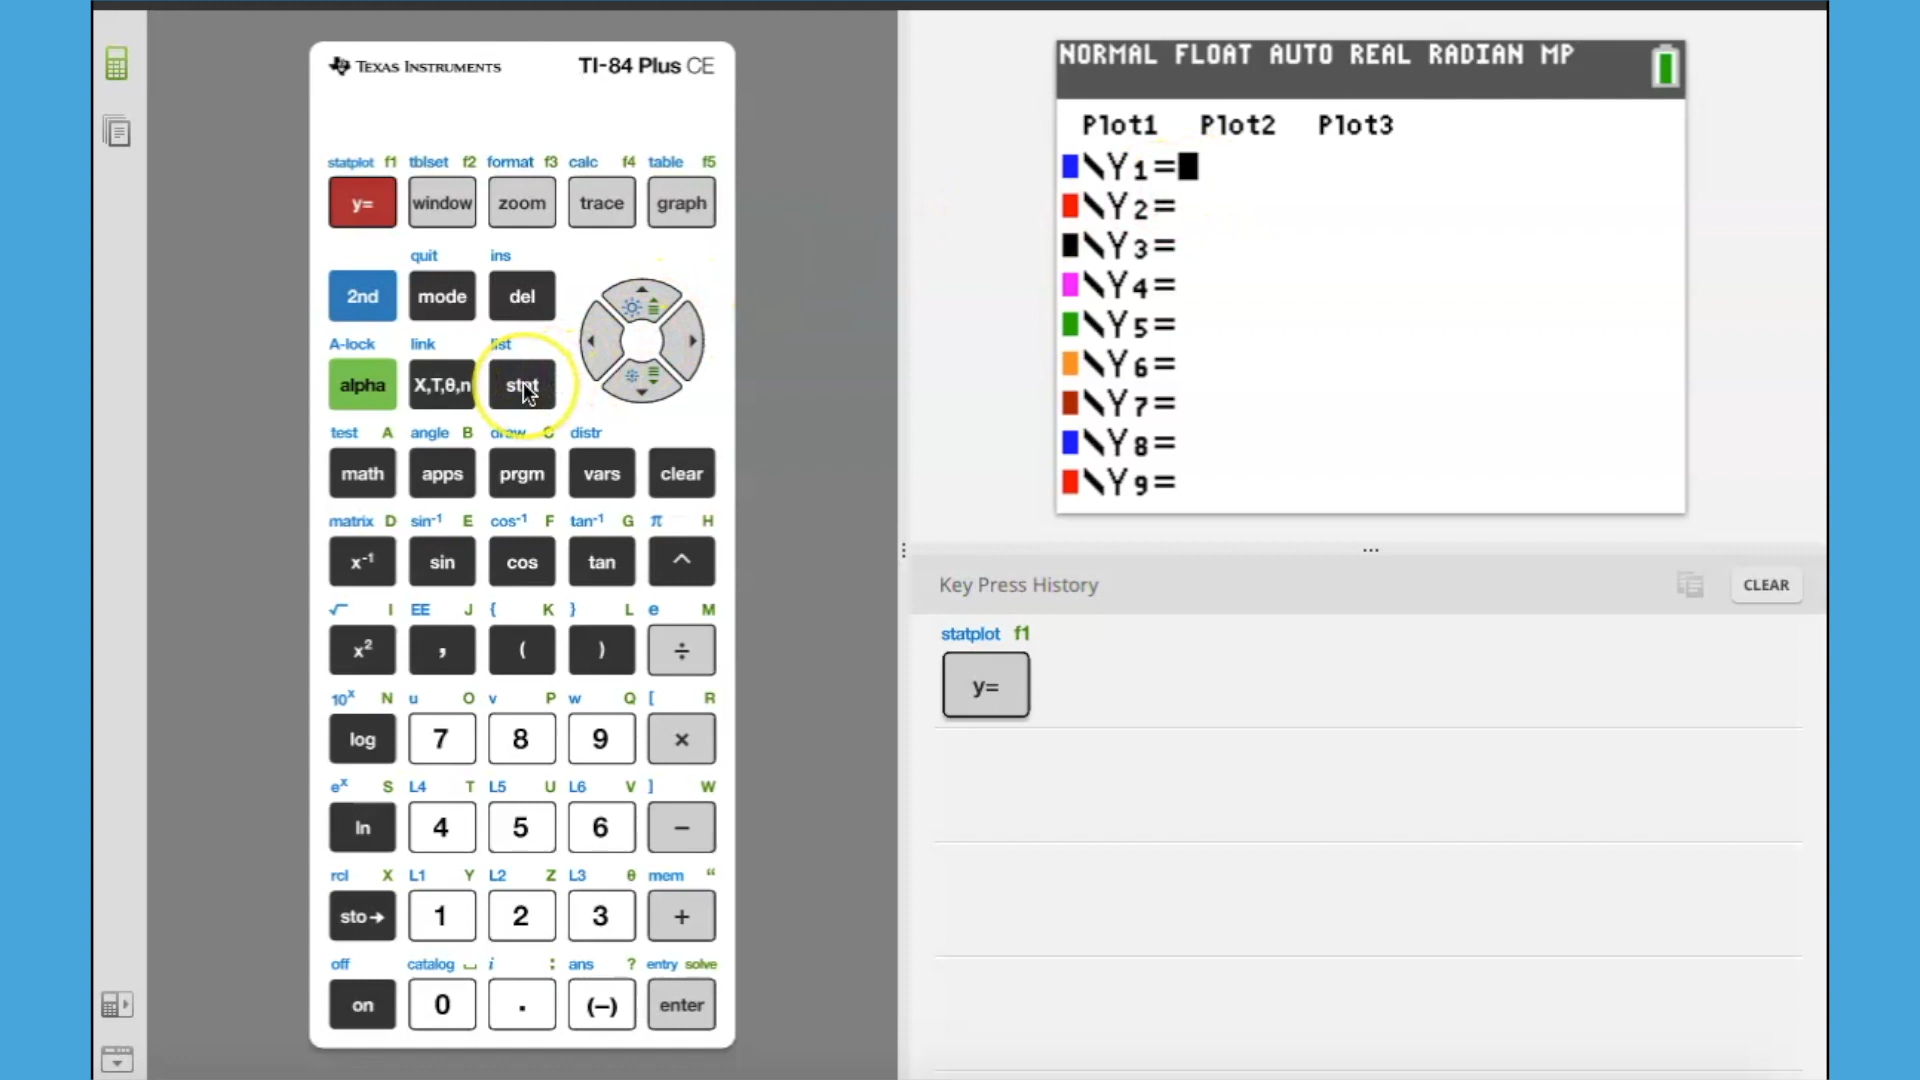 TEXAS INSTRUMENTS TI-84 Plus CE
statplot f1 tblset f2 format f3 calc f4 table f5
y= window zoom trace graph
quit ins
2nd mode del
A-lock link list
alpha X,T,θ,n stat
test A angle B draw C distr
math apps prgm vars clear
matrix D sin-1 E cos-1 F tan-1 G π H
x-1 sin cos tan ^
√ I EE J { K } L e M
x2 , ( ) ÷
10x N u O v P w Q [ R
log 7 8 9 ×
ex S L4 T L5 U L6 V ] W
ln 4 5 6 −
rcl X L1 Y L2 Z L3 θ mem “
sto→ 1 2 3 +
off catalog ⎵ i : ans ? entry solve
on 0 . (−) enter
NORMAL FLOAT AUTO REAL RADIAN MP
Plot1 Plot2 Plot3
\Y1=
\Y2=
\Y3=
\Y4=
\Y5=
\Y6=
\Y7=
\Y8=
\Y9=
Key Press History CLEAR
statplot f1
y=